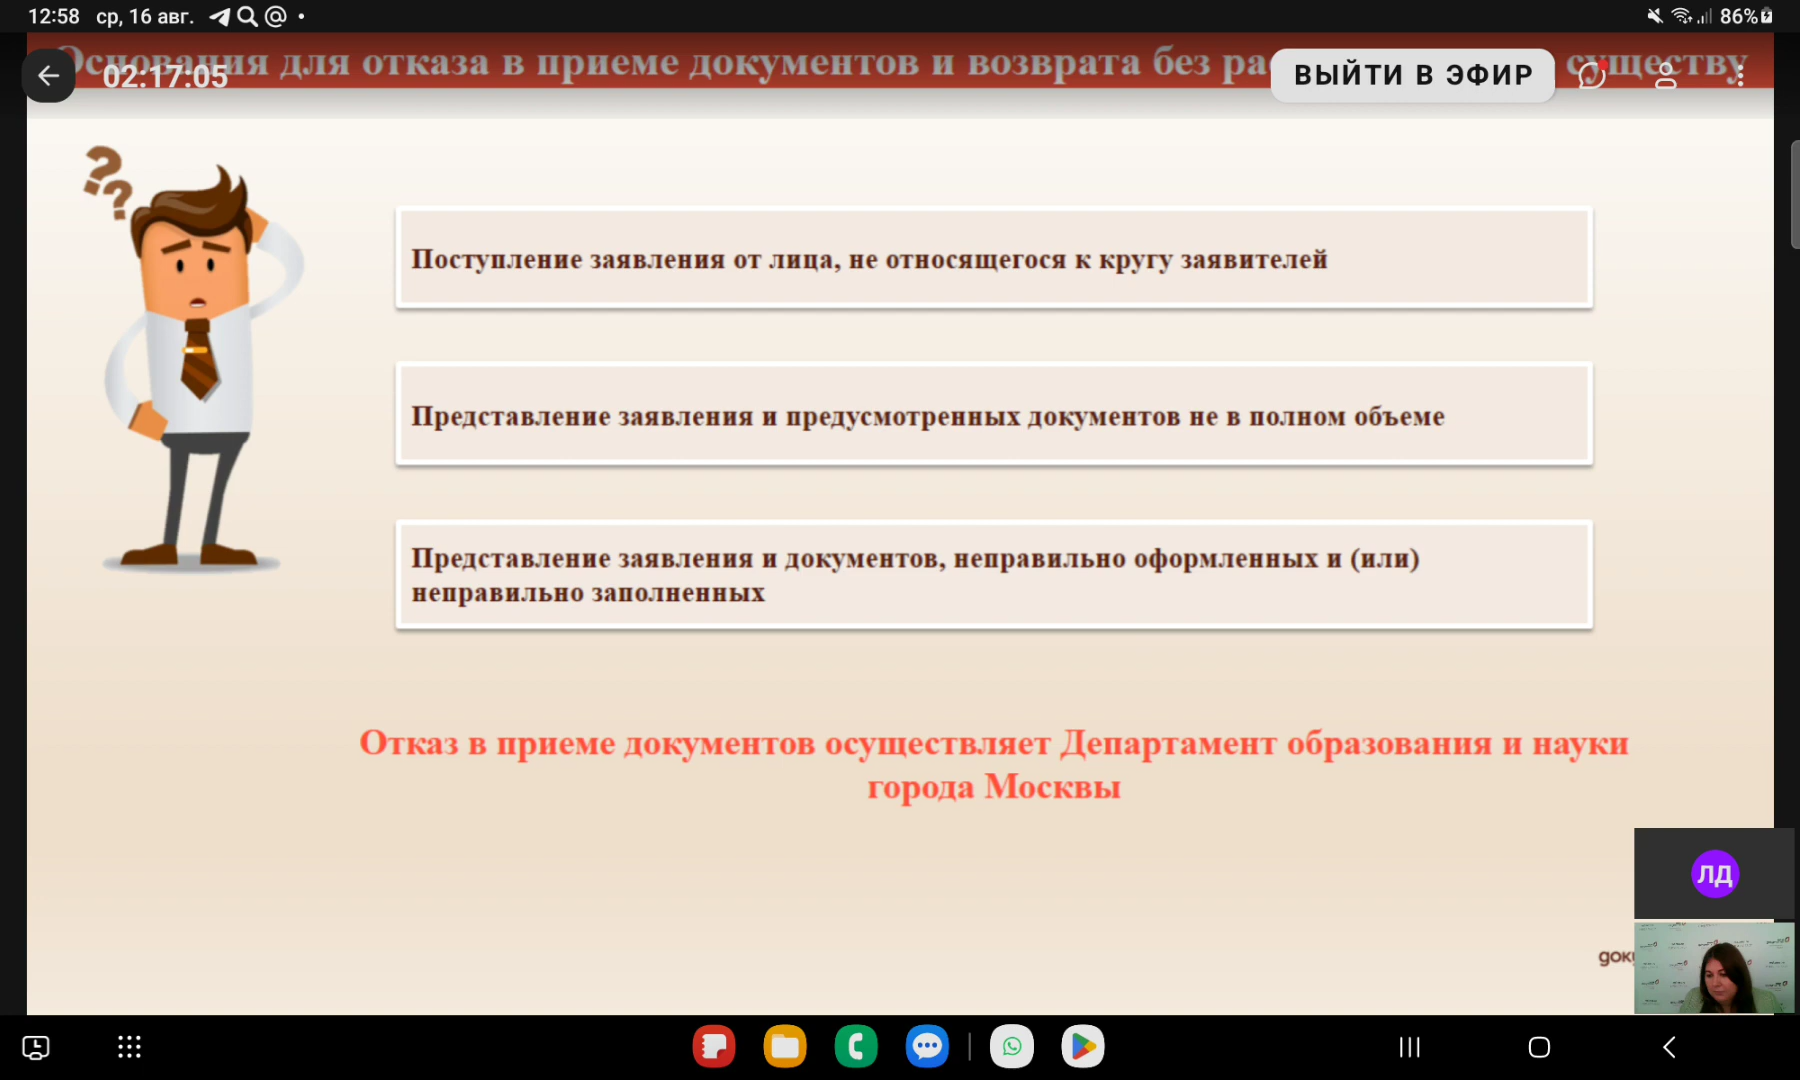 12:58 ср, 16 авг.
86%
Основания для отказа в приеме документов и возврата без
существу
02:17:05
ВЫЙТИ В ЭФИР
??
Поступление заявления от лица, не относящегося к кругу заявителей
Представление заявления и предусмотренных документов не в полном объеме
Представление заявления и документов, неправильно оформленных и (или)
неправильно заполненных
Отказ в приеме документов осуществляет Департамент образования и науки
города Москвы
ЛД